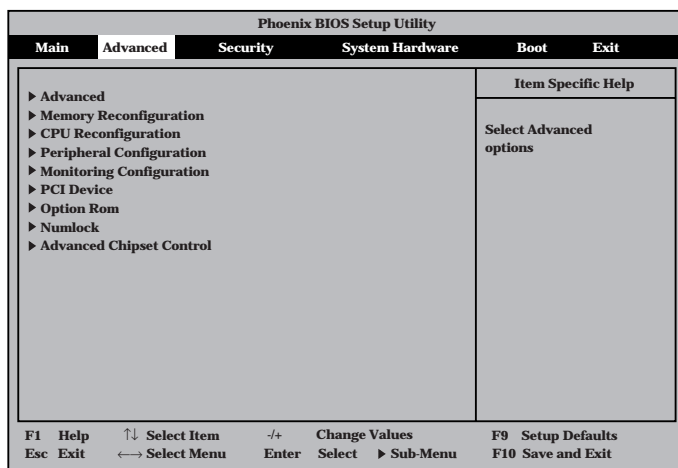 Phoenix BIOS Setup Utility
Main Advanced Security System Hardware Boot Exit
▶ Advanced
▶ Memory Reconfiguration
▶ CPU Reconfiguration
▶ Peripheral Configuration
▶ Monitoring Configuration
▶ PCI Device
▶ Option Rom
▶ Numlock
▶ Advanced Chipset Control
Item Specific Help
Select Advanced
options
F1 Help ↑↓ Select Item -/+ Change Values F9 Setup Defaults
Esc Exit ←→ Select Menu Enter Select ▶ Sub-Menu F10 Save and Exit